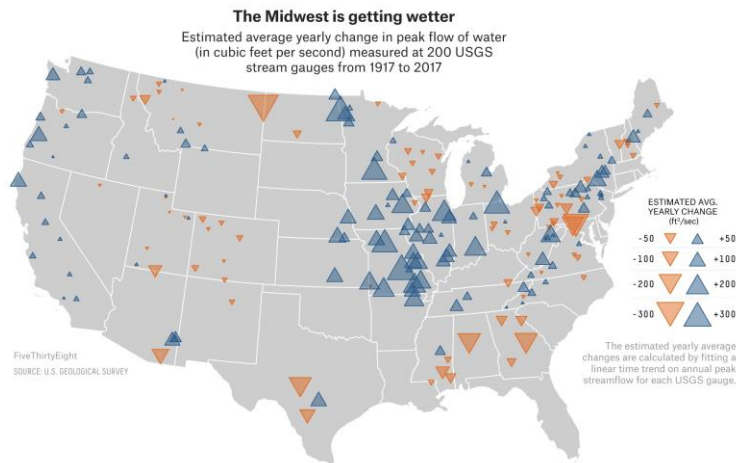 The Midwest is getting wetter
Estimated average yearly change in peak flow of water
(in cubic feet per second) measured at 200 USGS
stream gauges from 1917 to 2017
ESTIMATED AVG.
YEARLY CHANGE
(ft³/sec)
-50 +50
-100 +100
-200 +200
-300 +300
The estimated yearly average
changes are calculated by fitting a
linear time trend on annual peak
streamflow for each USGS gauge.
FiveThirtyEight
SOURCE: U.S. GEOLOGICAL SURVEY